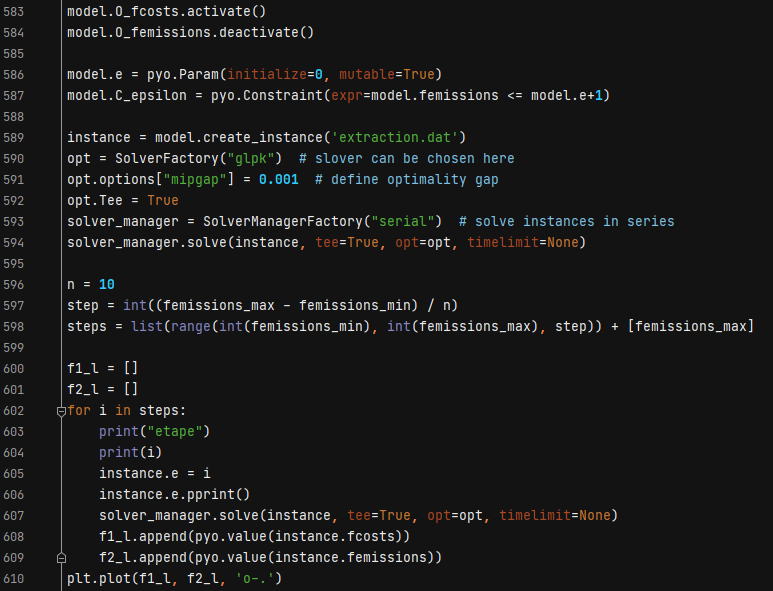 583 model.O_fcosts.activate()
584 model.O_femissions.deactivate()
585
586 model.e = pyo.Param(initialize=0, mutable=True)
587 model.C_epsilon = pyo.Constraint(expr=model.femissions <= model.e+1)
588
589 instance = model.create_instance('extraction.dat')
590 opt = SolverFactory("glpk")  # slover can be chosen here
591 opt.options["mipgap"] = 0.001  # define optimality gap
592 opt.Tee = True
593 solver_manager = SolverManagerFactory("serial")  # solve instances in series
594 solver_manager.solve(instance, tee=True, opt=opt, timelimit=None)
595
596 n = 10
597 step = int((femissions_max - femissions_min) / n)
598 steps = list(range(int(femissions_min), int(femissions_max), step)) + [femissions_max]
599
600 f1_l = []
601 f2_l = []
602 for i in steps:
603     print("etape")
604     print(i)
605     instance.e = i
606     instance.e.pprint()
607     solver_manager.solve(instance, tee=True, opt=opt, timelimit=None)
608     f1_l.append(pyo.value(instance.fcosts))
609     f2_l.append(pyo.value(instance.femissions))
610 plt.plot(f1_l, f2_l, 'o-.')